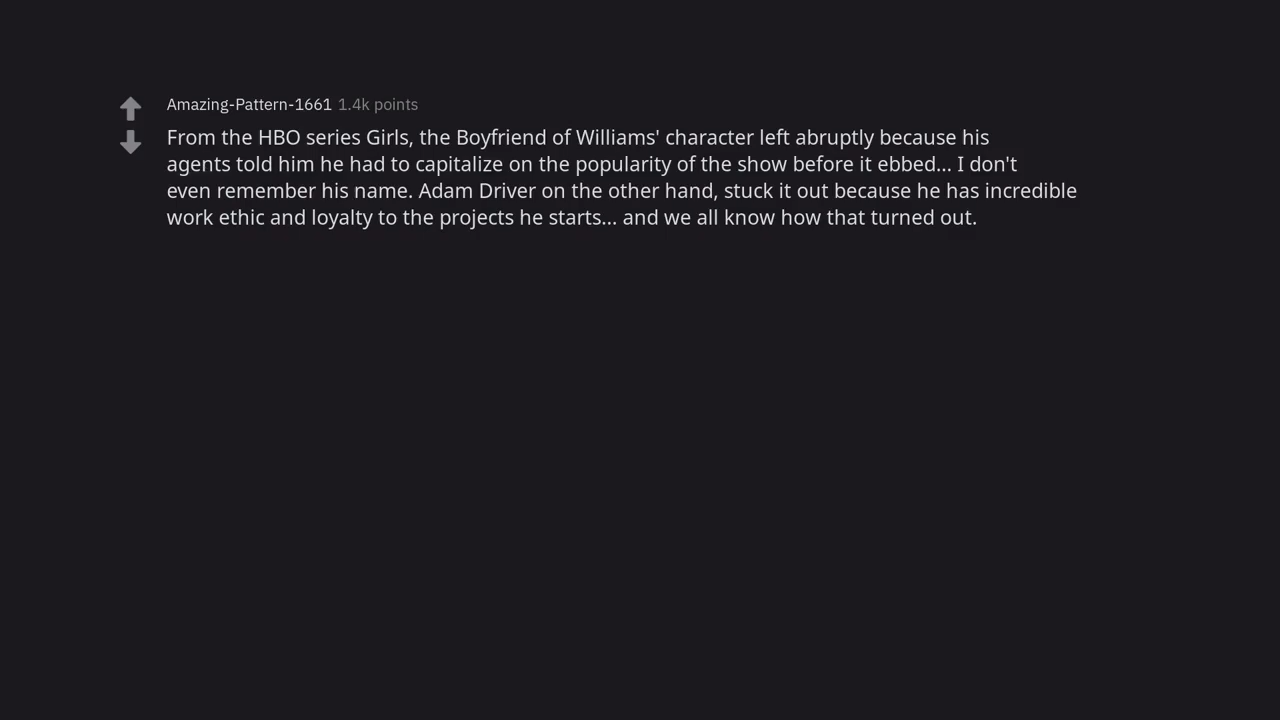 Amazing-Pattern-1661 1.4k points
From the HBO series Girls, the Boyfriend of Williams' character left abruptly because his
agents told him he had to capitalize on the popularity of the show before it ebbed... I don't
even remember his name. Adam Driver on the other hand, stuck it out because he has incredible
work ethic and loyalty to the projects he starts... and we all know how that turned out.